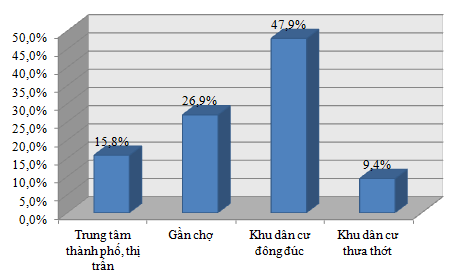 50,0%
45,0%
40,0%
35,0%
30,0%
25,0%
20,0%
15,0%
10,0%
5,0%
0,0%
15,8%
26,9%
47,9%
9,4%
Trung tâm
thành phố, thị
trấn
Gần chợ
Khu dân cư
đông đúc
Khu dân cư
thưa thớt